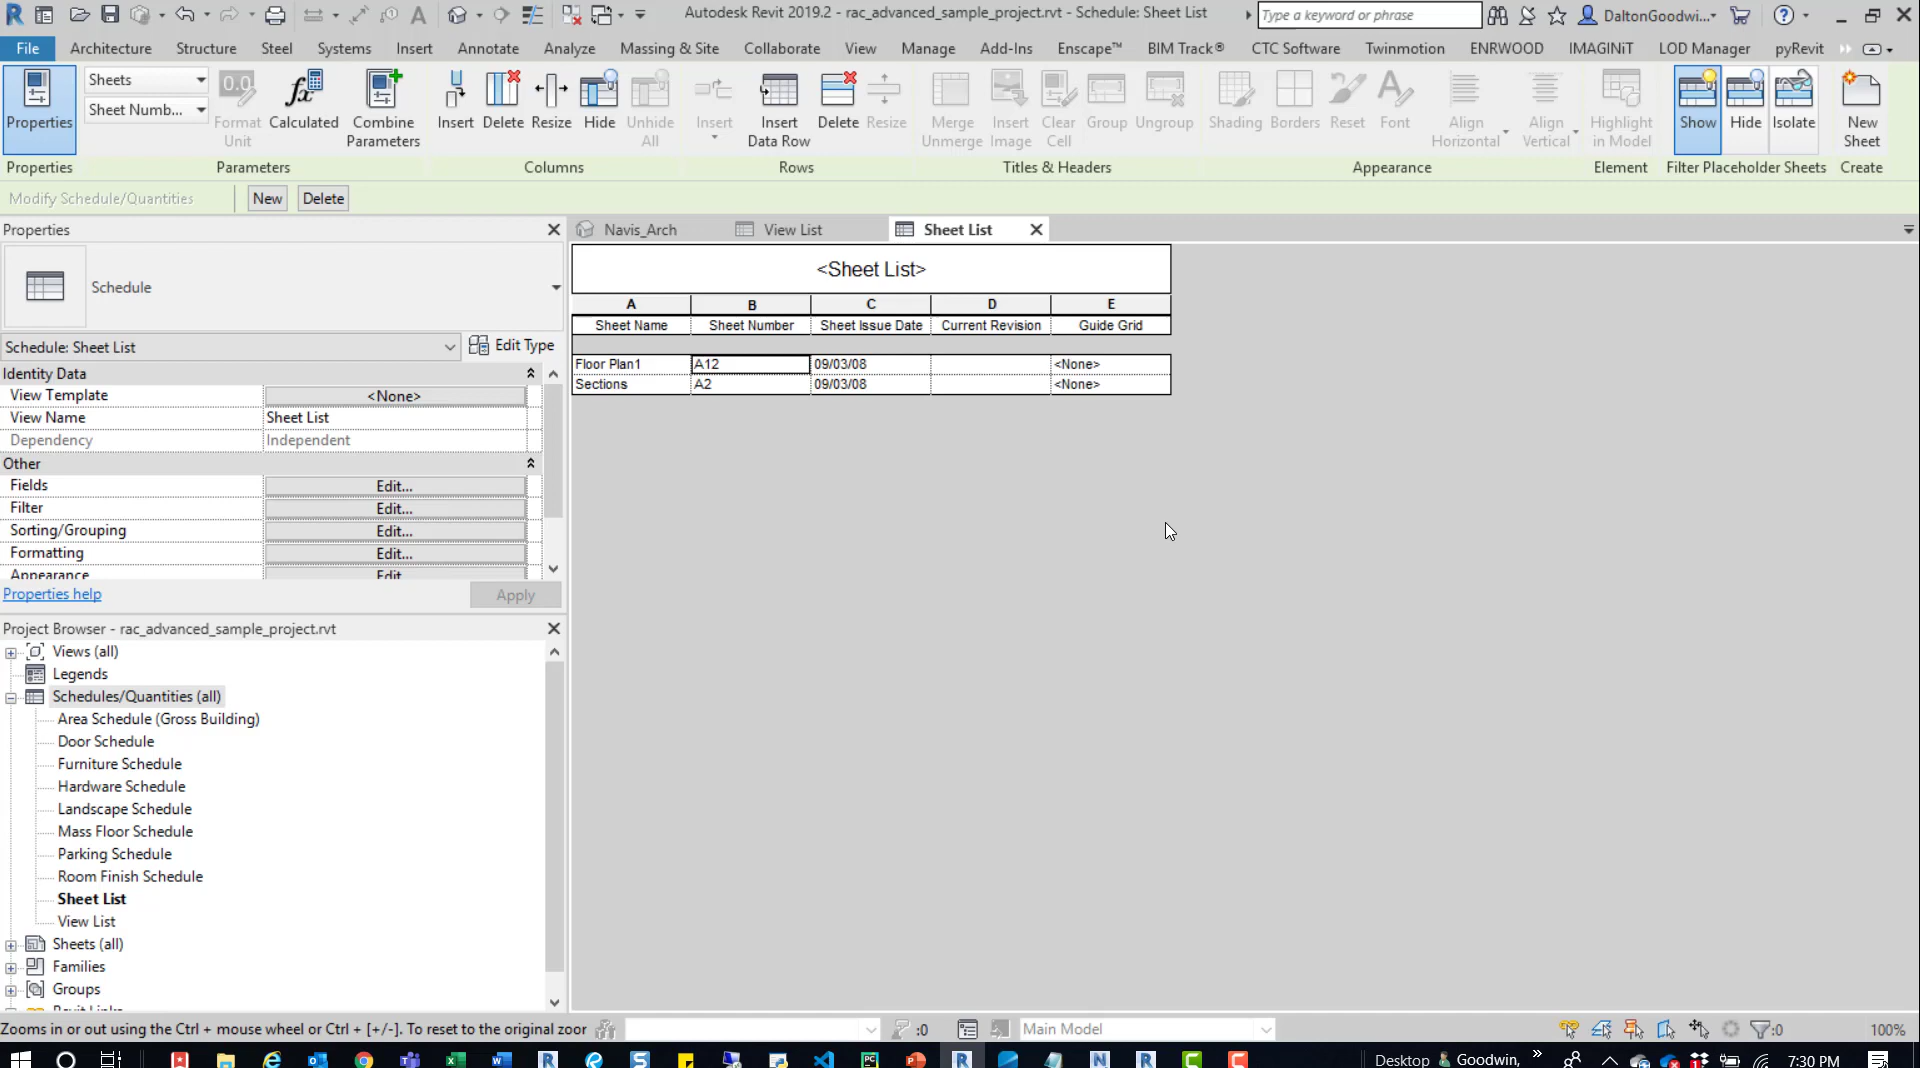 Autodesk Revit 2019.2 - rac_advanced_sample_project.rvt - Schedule: Sheet List
Type a keyword or phrase
DaltonGoodwi...
File Architecture Structure Steel Systems Insert Annotate Analyze Massing & Site Collaborate View Manage Add-Ins Enscape™ BIM Track® CTC Software Twinmotion ENRWOOD IMAGINiT LOD Manager pyRevit
Sheets
Sheet Numb...
Properties
Format Unit
Calculated
Combine Parameters
Insert
Delete
Resize
Hide
Unhide All
Insert
Insert Data Row
Delete
Resize
Merge Unmerge
Insert Image
Clear Cell
Group
Ungroup
Shading
Borders
Reset
Font
Align Horizontal
Align Vertical
Highlight in Model
Show
Hide
Isolate
New Sheet
Properties Parameters Columns Rows Titles & Headers Appearance Element Filter Placeholder Sheets Create
Modify Schedule/Quantities New Delete
Properties
Schedule
Schedule: Sheet List Edit Type
Identity Data
View Template <None>
View Name Sheet List
Dependency Independent
Other
Fields Edit...
Filter Edit...
Sorting/Grouping Edit...
Formatting Edit...
Appearance Edit
Properties help Apply
Project Browser - rac_advanced_sample_project.rvt
Views (all)
Legends
Schedules/Quantities (all)
Area Schedule (Gross Building)
Door Schedule
Furniture Schedule
Hardware Schedule
Landscape Schedule
Mass Floor Schedule
Parking Schedule
Room Finish Schedule
Sheet List
View List
Sheets (all)
Families
Groups
Revit Links
Navis_Arch View List Sheet List
<Sheet List>
A B C D E
Sheet Name Sheet Number Sheet Issue Date Current Revision Guide Grid
Floor Plan1 A12 09/03/08 <None>
Sections A2 09/03/08 <None>
Zooms in or out using the Ctrl + mouse wheel or Ctrl + [+/-]. To reset to the original zoor
:0
Main Model
:0
100%
Desktop
Goodwin,
7:30 PM